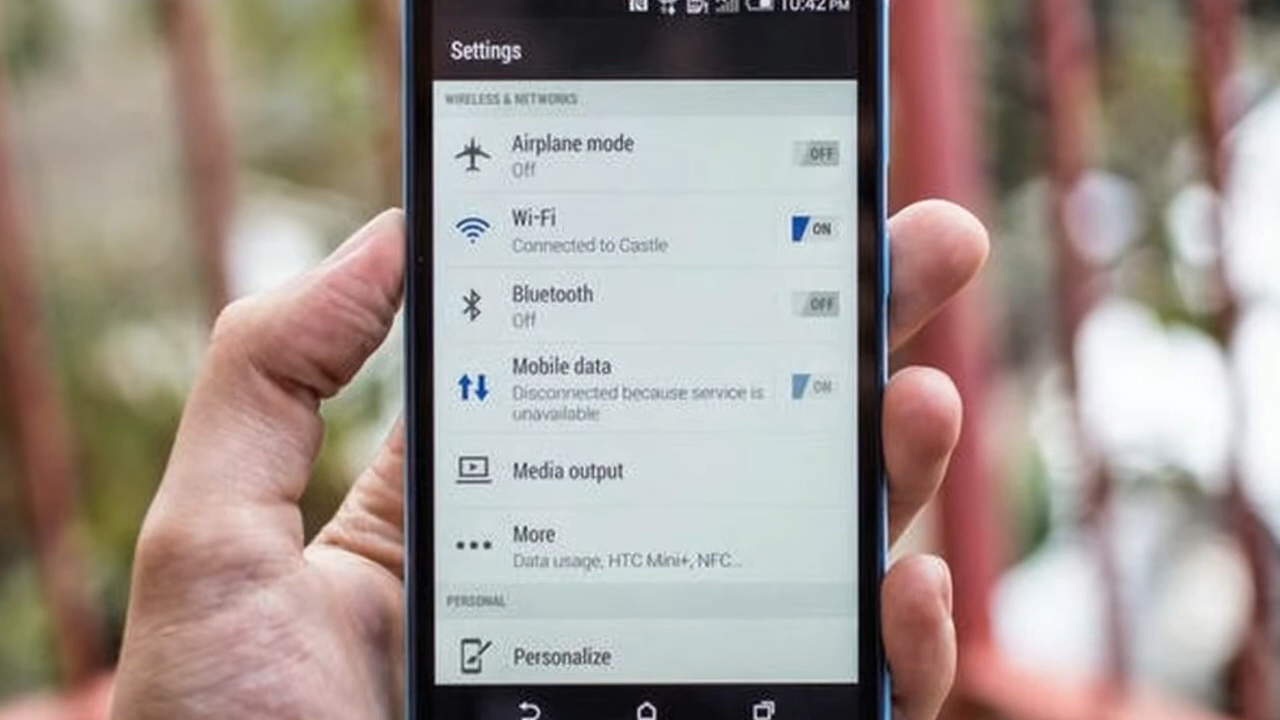 10:42 PM
Settings
WIRELESS & NETWORKS
Airplane mode
OFF
Off
Wi-Fi
ON
Connected to Castle
Bluetooth
OFF
Off
Mobile data
Disconnected because service is
ON
unavailable
Media output
More
Data usage, HTC Mini+, NFC...
PERSONAL
Personalize